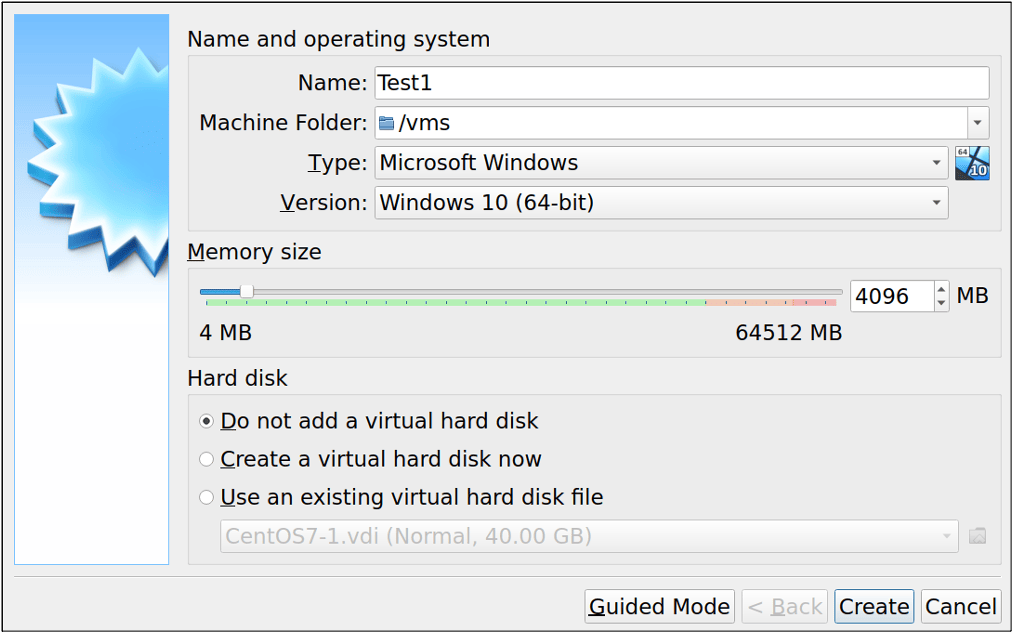 Name and operating system
Name: Test1
Machine Folder: /vms
Type: Microsoft Windows
64
10
Version: Windows 10 (64-bit)
Memory size
4096 MB
4 MB 64512 MB
Hard disk
Do not add a virtual hard disk
Create a virtual hard disk now
Use an existing virtual hard disk file
CentOS7-1.vdi (Normal, 40.00 GB)
Guided Mode < Back Create Cancel